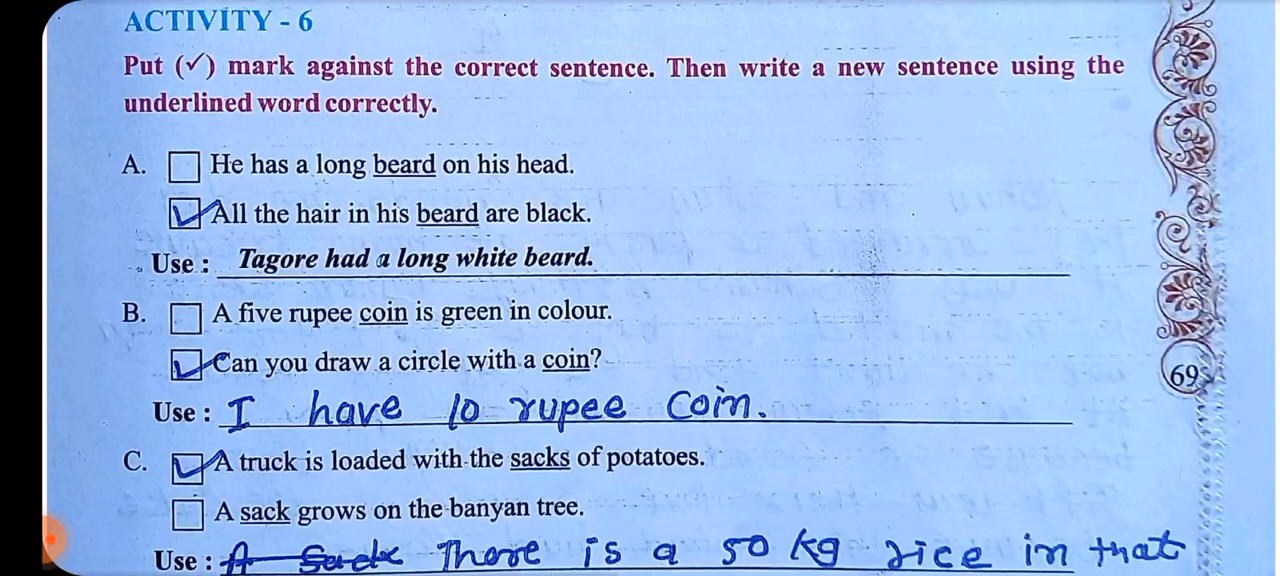 ACTIVITY - 6
Put (✓) mark against the correct sentence. Then write a new sentence using the
underlined word correctly.
A. He has a long beard on his head.
All the hair in his beard are black.
Use : Tagore had a long white beard.
B. A five rupee coin is green in colour.
Can you draw a circle with a coin?
69
Use : I have 10 rupee coin.
C. A truck is loaded with the sacks of potatoes.
A sack grows on the banyan tree.
Use : There is a 50 kg rice in that